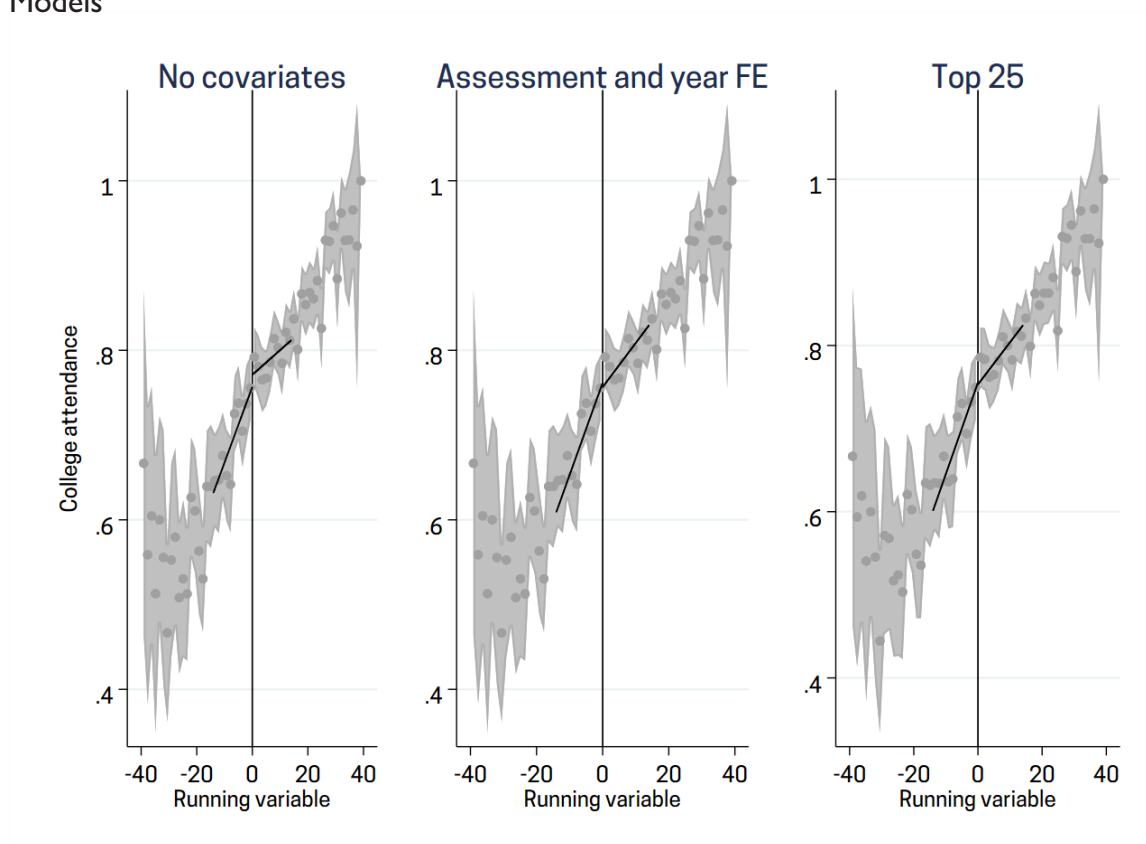 Models
No covariates
Assessment and year FE
Top 25
College attendance
1
.8
.6
.4
-40 -20 0 20 40
Running variable
1
.8
.6
.4
-40 -20 0 20 40
Running variable
1
.8
.6
.4
-40 -20 0 20 40
Running variable